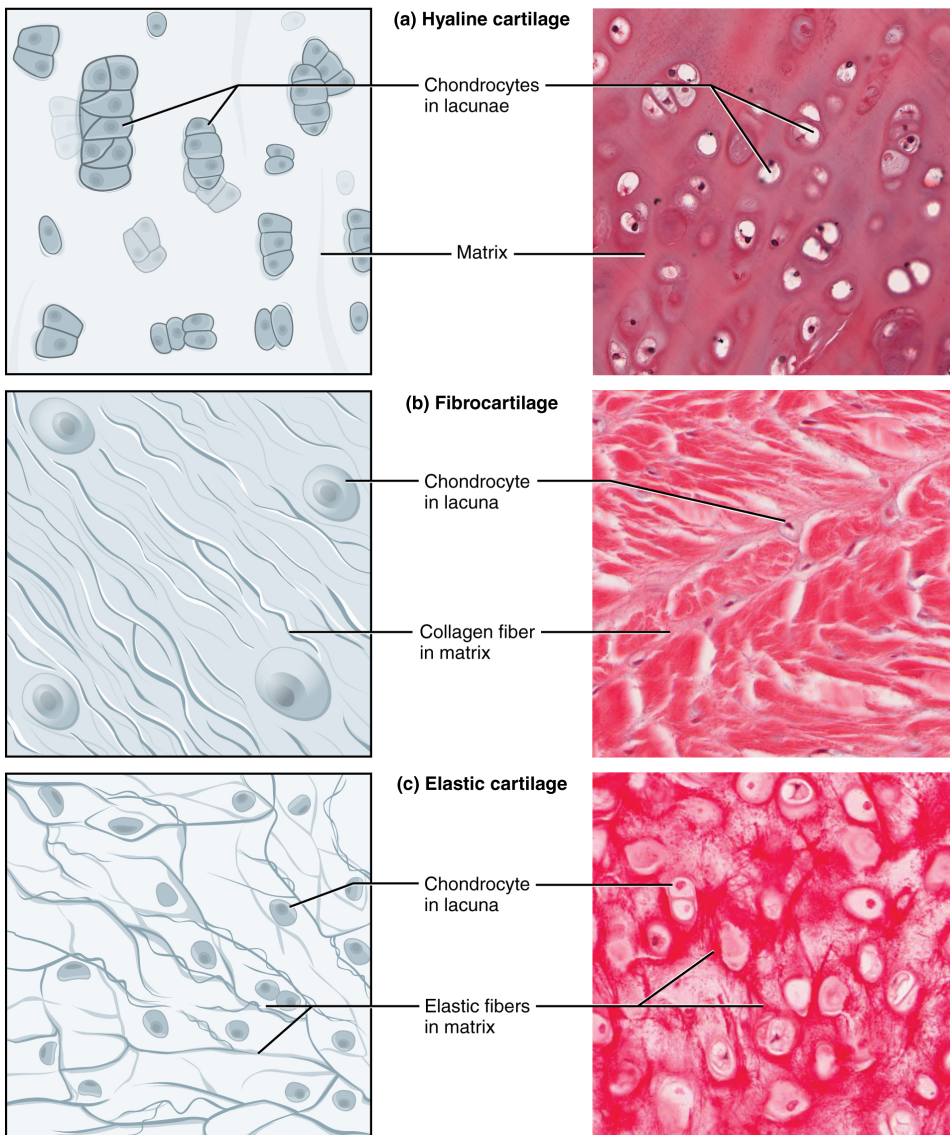 (a) Hyaline cartilage
Chondrocytes
in lacunae
Matrix
(b) Fibrocartilage
Chondrocyte
in lacuna
Collagen fiber
in matrix
(c) Elastic cartilage
Chondrocyte
in lacuna
Elastic fibers
in matrix